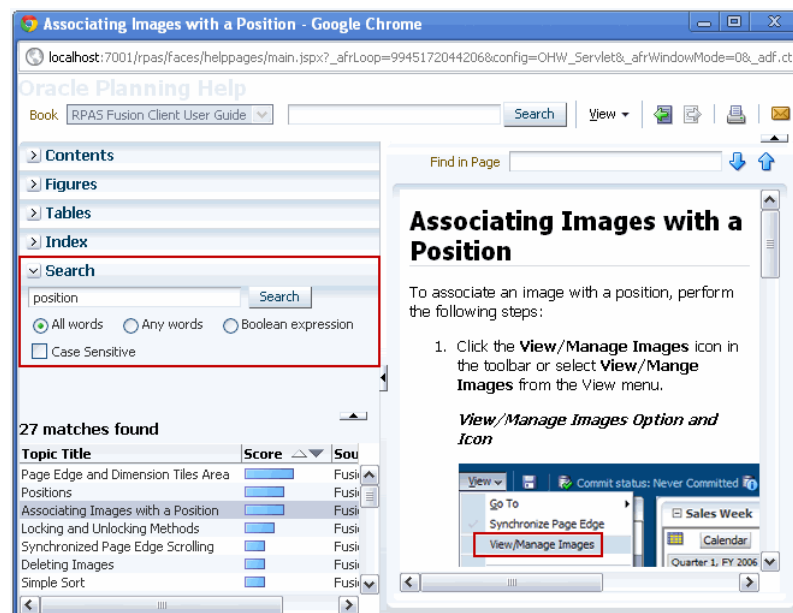 Associating Images with a Position - Google Chrome
localhost:7001/rpas/faces/helppages/main.jspx?_afrLoop=9945172044206&config=OHW_Servlet&_afrWindowMode=0&_adf.ct
Oracle Planning Help
Book RPAS Fusion Client User Guide Search View
Contents
Figures
Tables
Index
Search
position Search
All words Any words Boolean expression
Case Sensitive
27 matches found
Topic Title Score Sou
Page Edge and Dimension Tiles Area Fusi
Positions Fusi
Associating Images with a Position Fusi
Locking and Unlocking Methods Fusi
Synchronized Page Edge Scrolling Fusi
Deleting Images Fusi
Simple Sort Fusi
Find in Page
Associating Images with a
Position
To associate an image with a position, perform
the following steps:
1. Click the View/Manage Images icon in
the toolbar or select View/Mange
Images from the View menu.
View/Manage Images Option and
Icon
View Commit status: Never Committed
Go To
Synchronize Page Edge
View/Manage Images
Sales Week
Calendar
Quarter 1, FY 2006